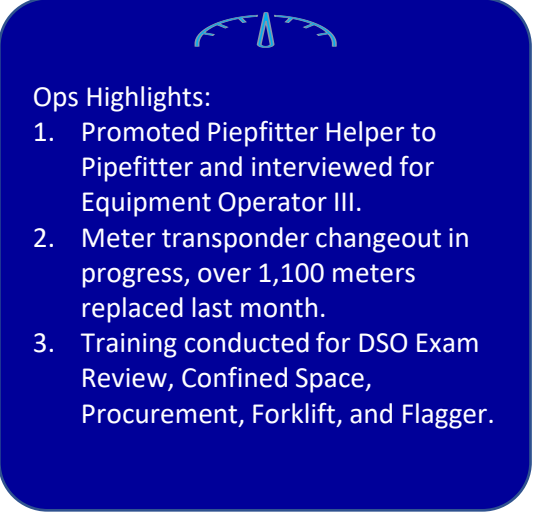 Ops Highlights:
1. Promoted Piepfitter Helper to
Pipefitter and interviewed for
Equipment Operator III.
2. Meter transponder changeout in
progress, over 1,100 meters
replaced last month.
3. Training conducted for DSO Exam
Review, Confined Space,
Procurement, Forklift, and Flagger.